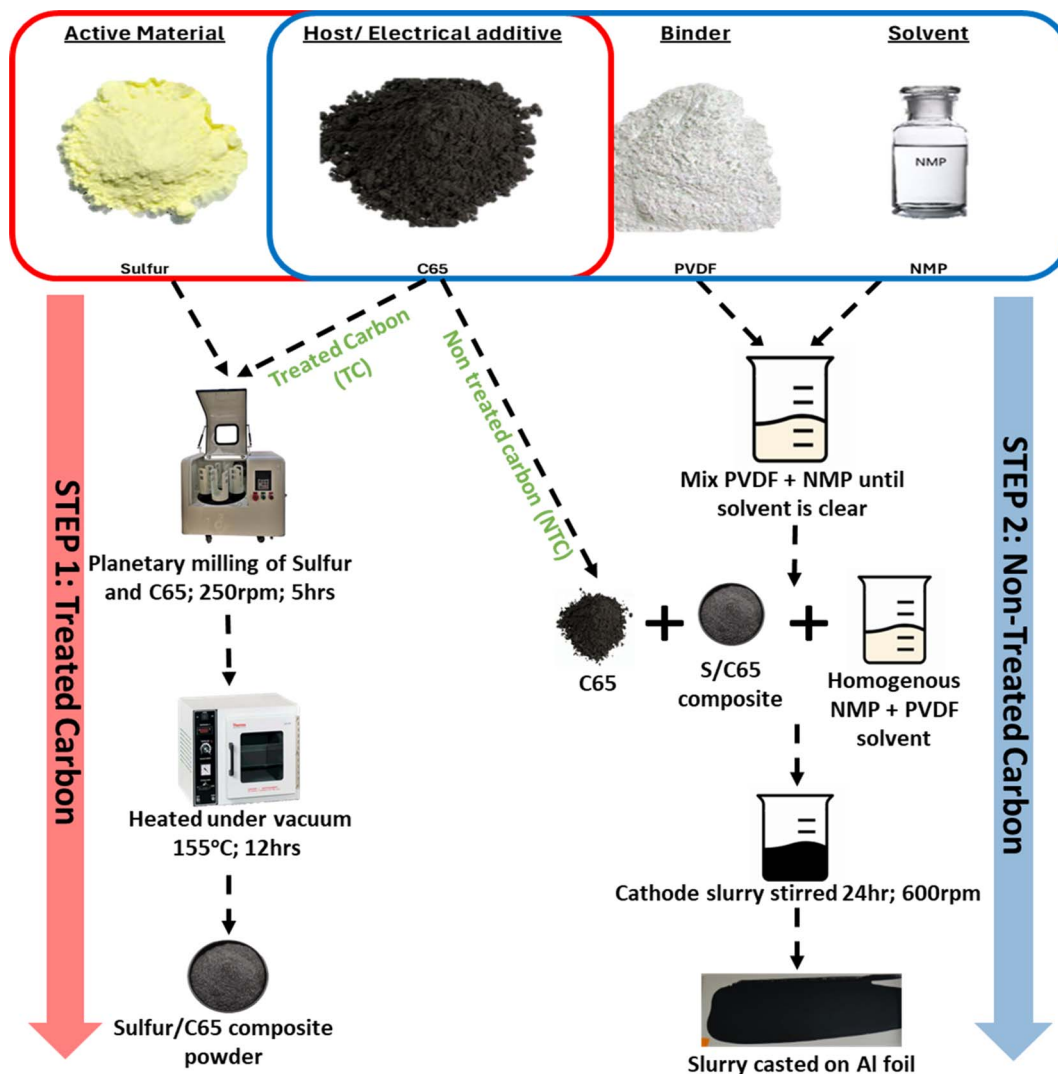 Active Material
Host/ Electrical additive
Binder
Solvent
NMP
Sulfur
C65
PVDF
NMP
Treated Carbon
(TC)
Non treated carbon (NTC)
STEP 1: Treated Carbon
STEP 2: Non-Treated Carbon
Planetary milling of Sulfur
and C65; 250rpm; 5hrs
Heated under vacuum
155°C; 12hrs
Sulfur/C65 composite
powder
Mix PVDF + NMP until
solvent is clear
C65
+
S/C65
composite
+
Homogenous
NMP + PVDF
solvent
Cathode slurry stirred 24hr; 600rpm
Slurry casted on Al foil